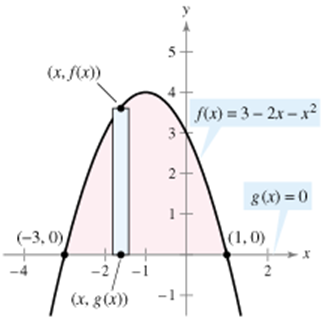 y
5
(x, f(x))
4
f(x) = 3 − 2x − x²
3
2
g(x) = 0
1
(−3, 0)
(1, 0)
x
−4
−2
−1
2
(x, g(x))
−1